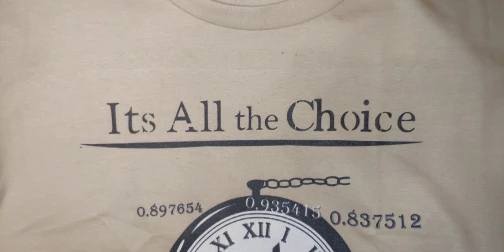 Its All the Choice
0.897654 0.935415 0.837512
XI XII I